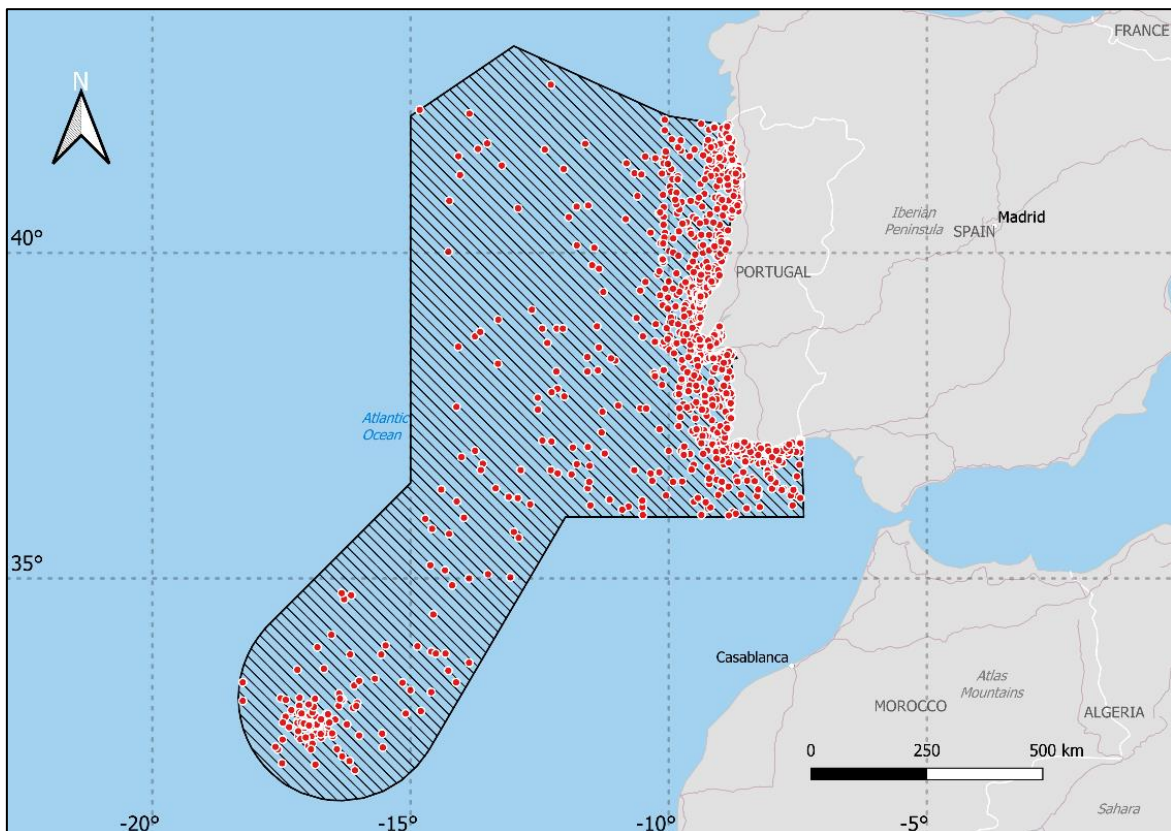 FRANCE
N
Iberian
Peninsula
Madrid
SPAIN
40°
PORTUGAL
Atlantic
Ocean
35°
Casablanca
Atlas
Mountains
MOROCCO
ALGERIA
0 250 500 km
Sahara
-20° -15° -10° -5°